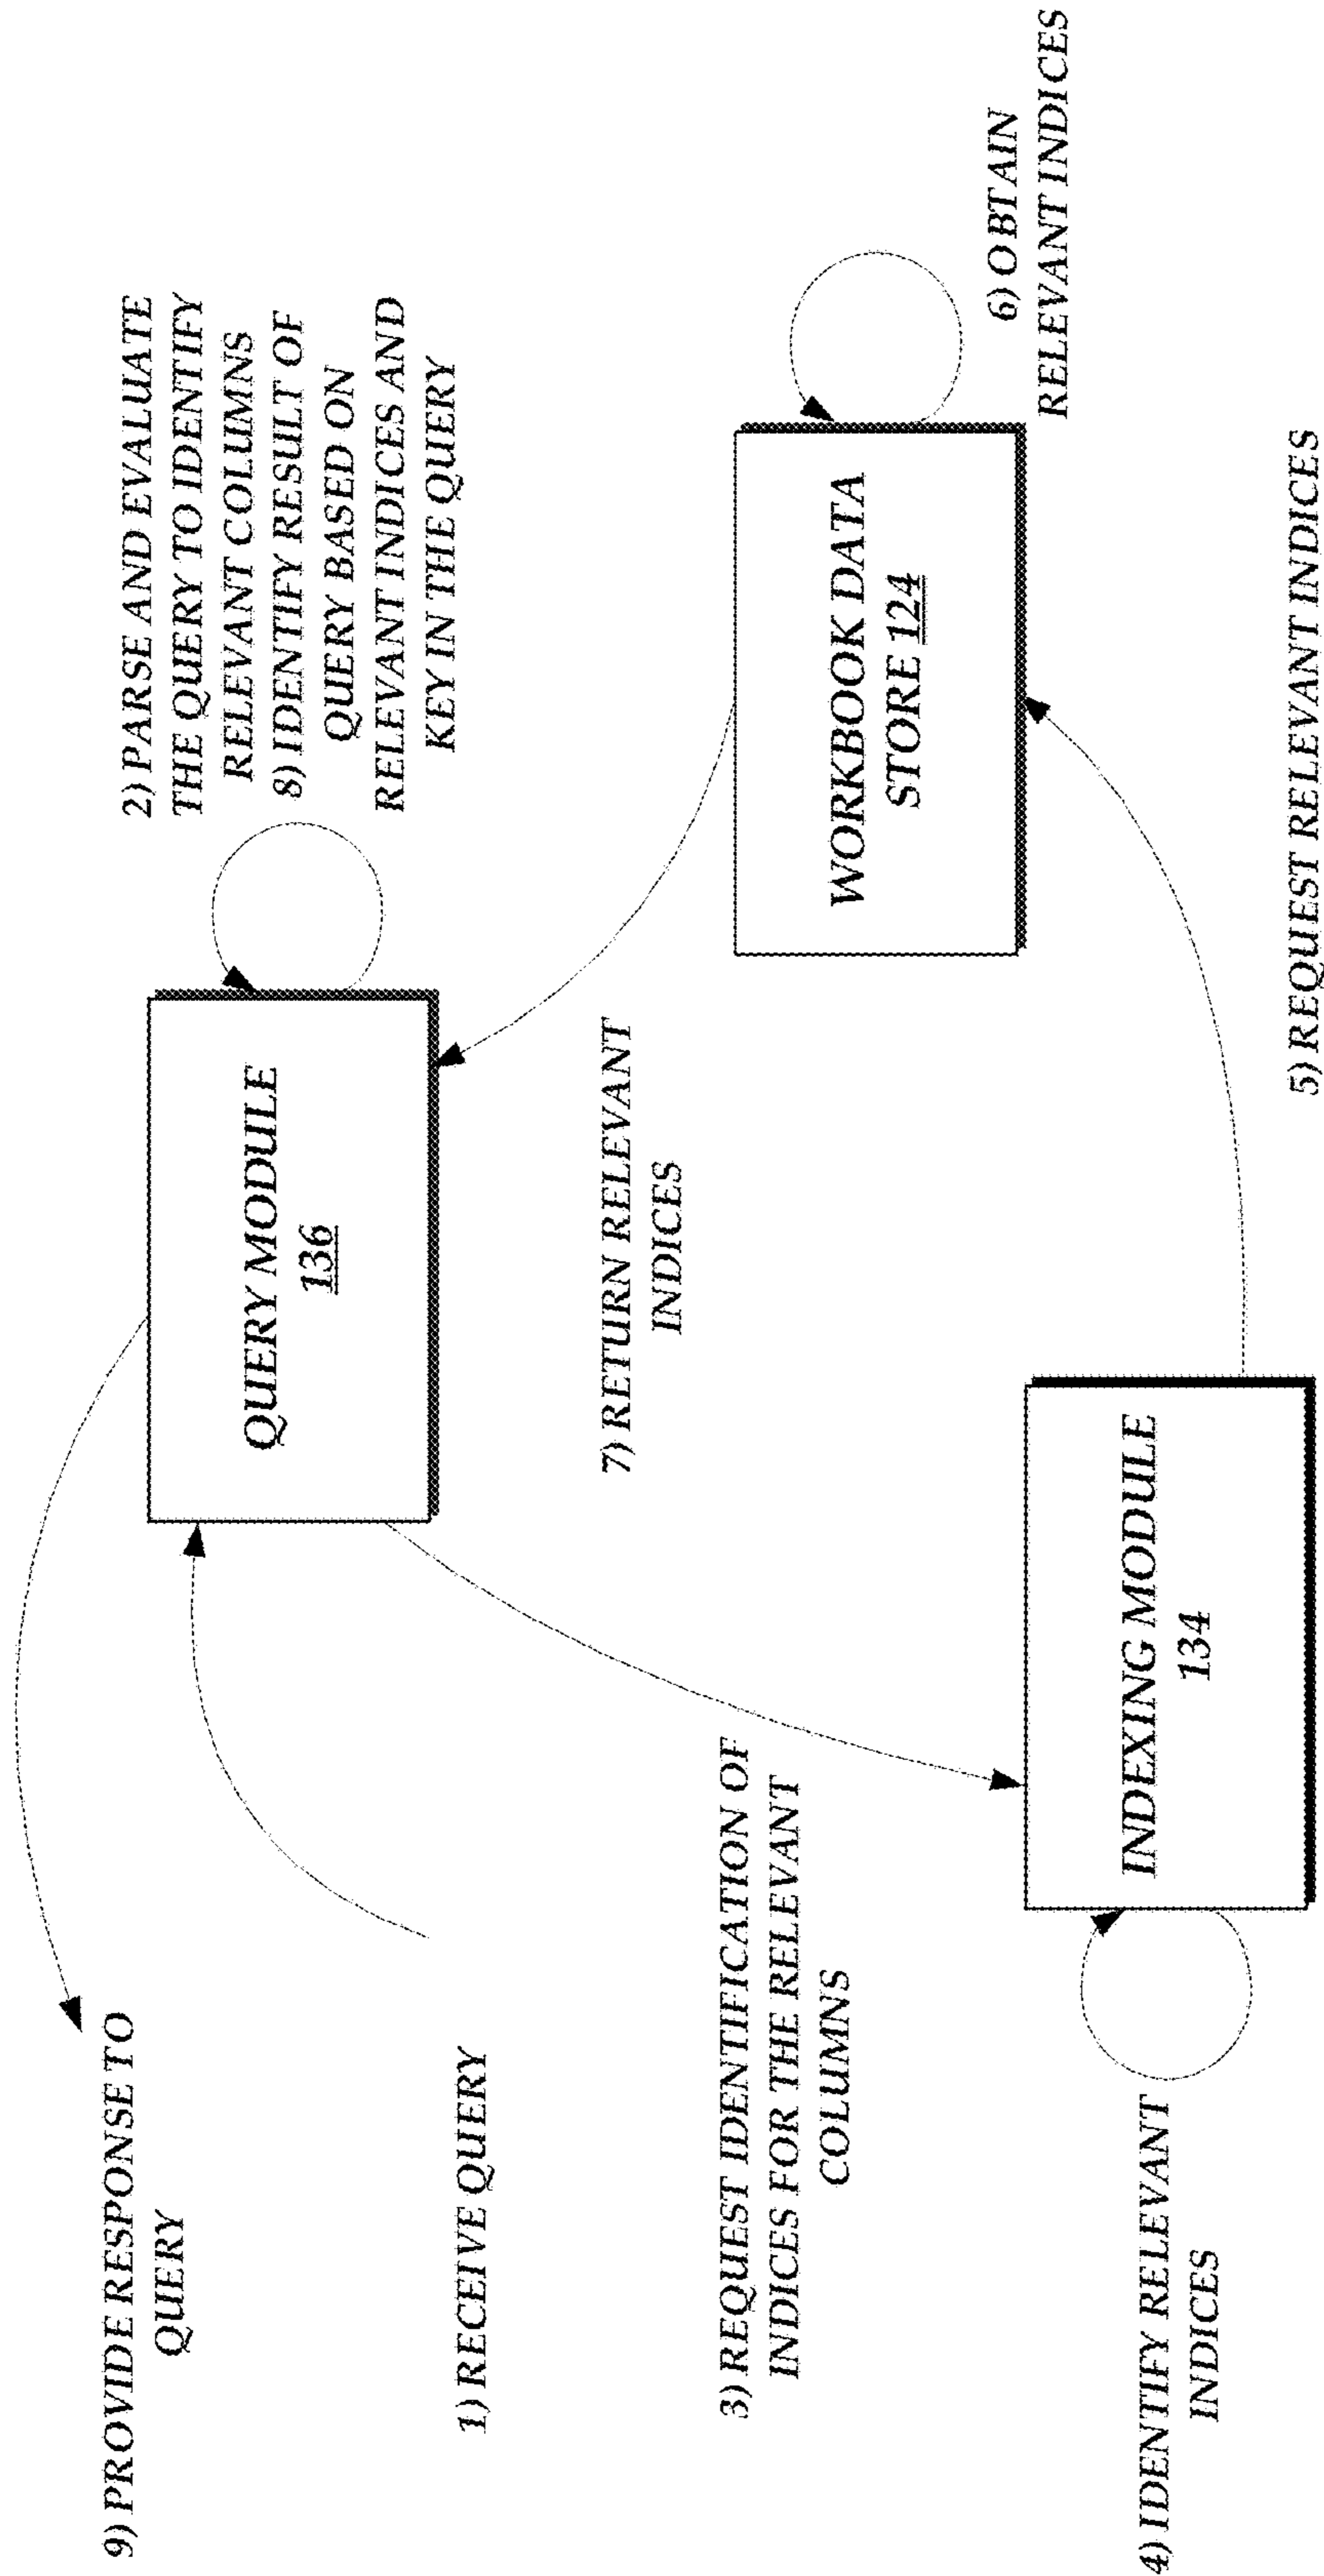 9) PROVIDE RESPONSE TO
QUERY
1) RECEIVE QUERY
QUERY MODULE
136
2) PARSE AND EVALUATE
THE QUERY TO IDENTIFY
RELEVANT COLUMNS
8) IDENTIFY RESULT OF
QUERY BASED ON
RELEVANT INDICES AND
KEY IN THE QUERY
3) REQUEST IDENTIFICATION OF
INDICES FOR THE RELEVANT
COLUMNS
7) RETURN RELEVANT
INDICES
WORKBOOK DATA
STORE 124
6) OBTAIN
RELEVANT INDICES
4) IDENTIFY RELEVANT
INDICES
INDEXING MODULE
134
5) REQUEST RELEVANT INDICES